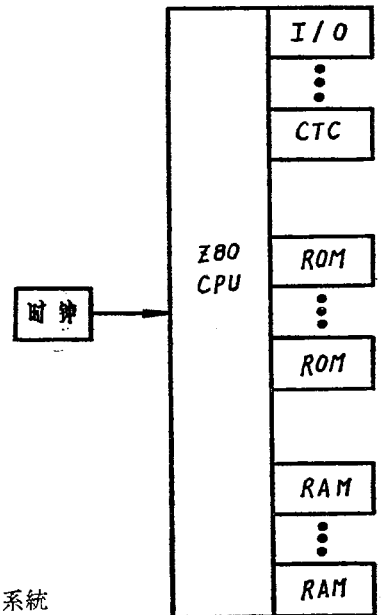 I/O
CTC
Z80
CPU
时钟
ROM
ROM
RAM
RAM
系統